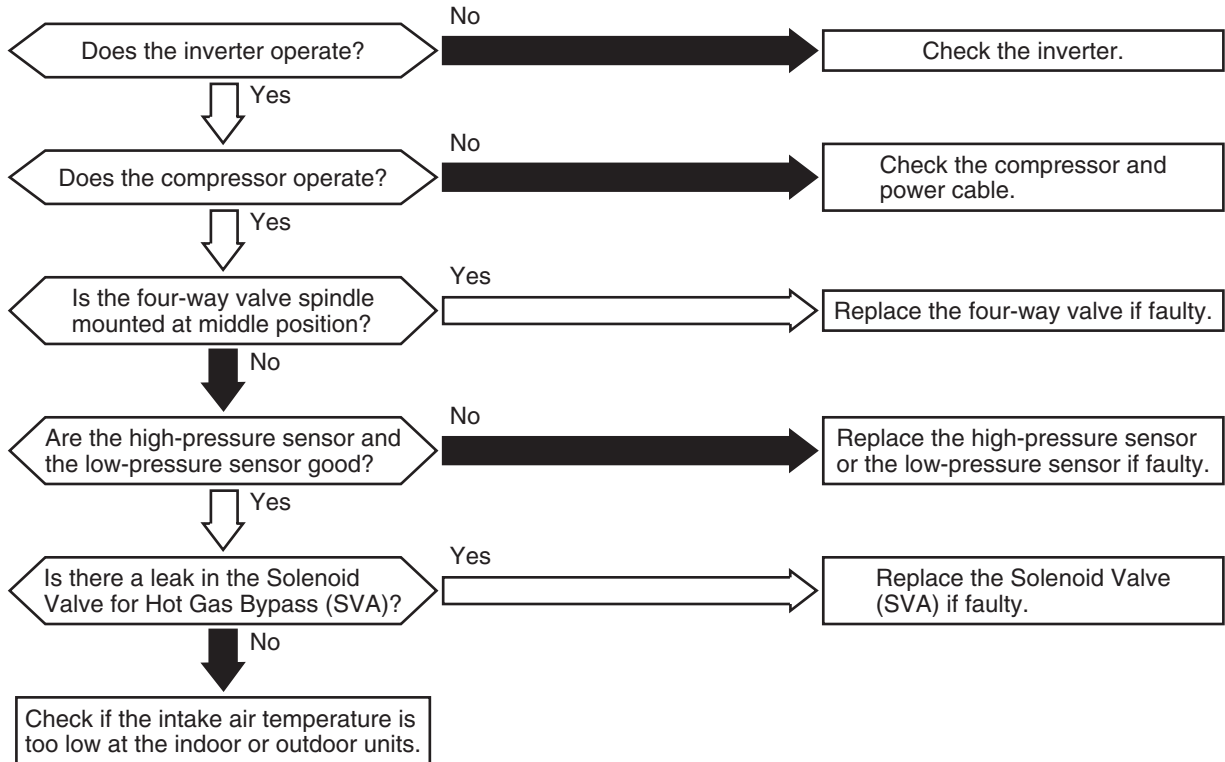 No
Does the inverter operate?
Check the inverter.
Yes
No
Does the compressor operate?
Check the compressor and
power cable.
Yes
Yes
Is the four-way valve spindle
mounted at middle position?
Replace the four-way valve if faulty.
No
No
Are the high-pressure sensor and
the low-pressure sensor good?
Replace the high-pressure sensor
or the low-pressure sensor if faulty.
Yes
Yes
Is there a leak in the Solenoid
Valve for Hot Gas Bypass (SVA)?
Replace the Solenoid Valve
(SVA) if faulty.
No
Check if the intake air temperature is
too low at the indoor or outdoor units.